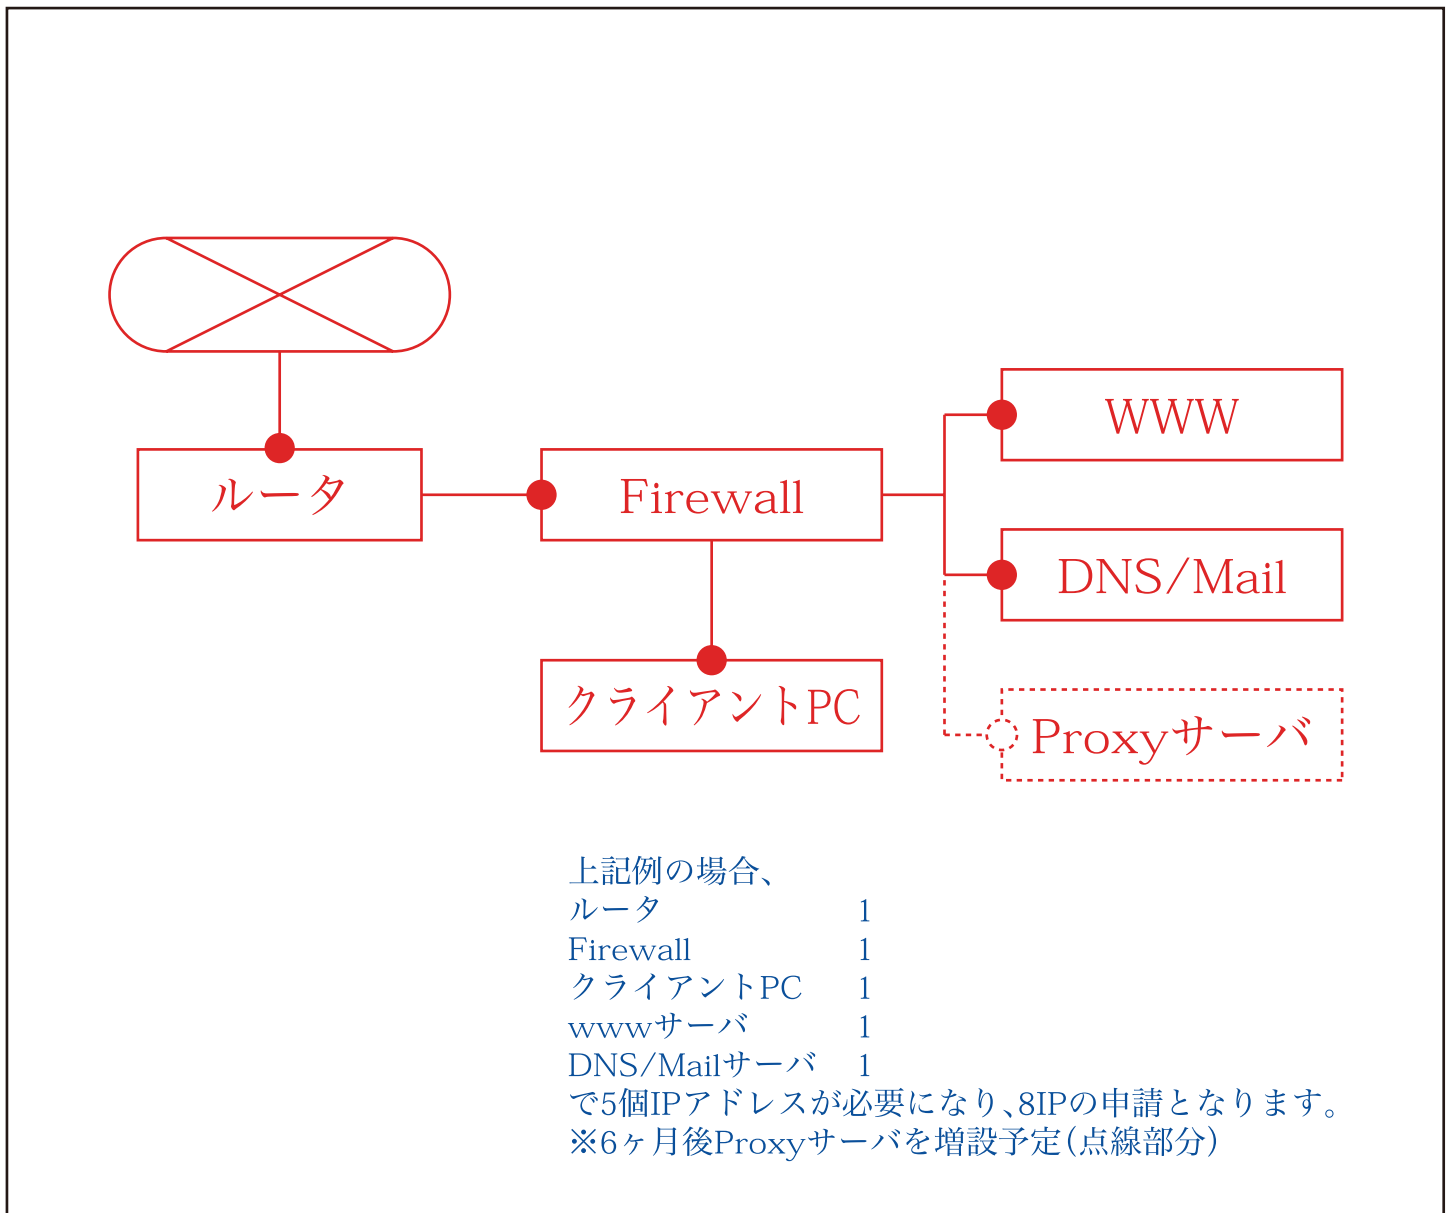 WWW
ルータ
Firewall
DNS/Mail
クライアントPC
Proxyサーバ
上記例の場合、
ルータ 1
Firewall 1
クライアントPC 1
wwwサーバ 1
DNS/Mailサーバ 1
で5個IPアドレスが必要になり、8IPの申請となります。
※6ヶ月後Proxyサーバを増設予定(点線部分)